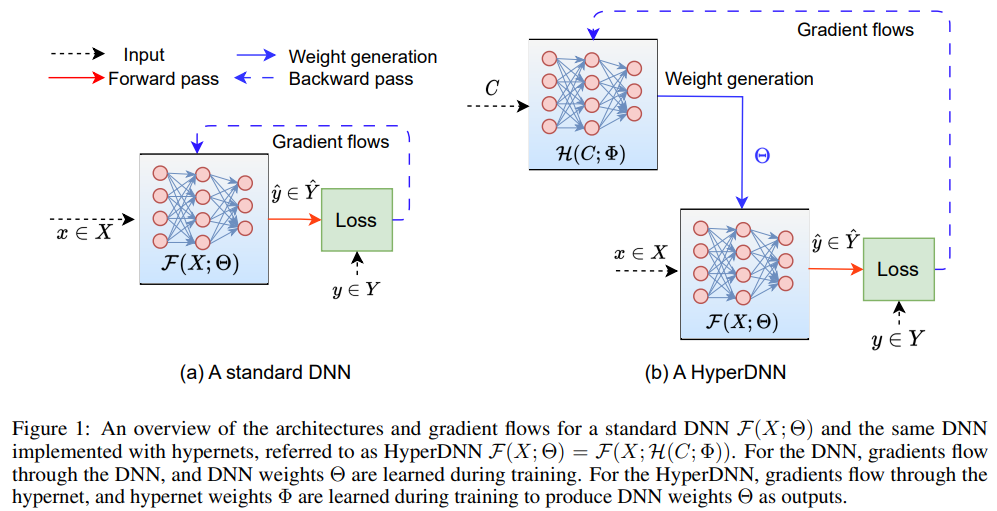 Input
Weight generation
Forward pass
Backward pass
Gradient flows
x ∈ X
F(X; Θ)
ŷ ∈ Ŷ
Loss
y ∈ Y
(a) A standard DNN
Gradient flows
C
H(C; Φ)
Weight generation
Θ
x ∈ X
F(X; Θ)
ŷ ∈ Ŷ
Loss
y ∈ Y
(b) A HyperDNN
Figure 1: An overview of the architectures and gradient flows for a standard DNN F(X; Θ) and the same DNN
implemented with hypernets, referred to as HyperDNN F(X; Θ) = F(X; H(C; Φ)). For the DNN, gradients flow
through the DNN, and DNN weights Θ are learned during training. For the HyperDNN, gradients flow through the
hypernet, and hypernet weights Φ are learned during training to produce DNN weights Θ as outputs.